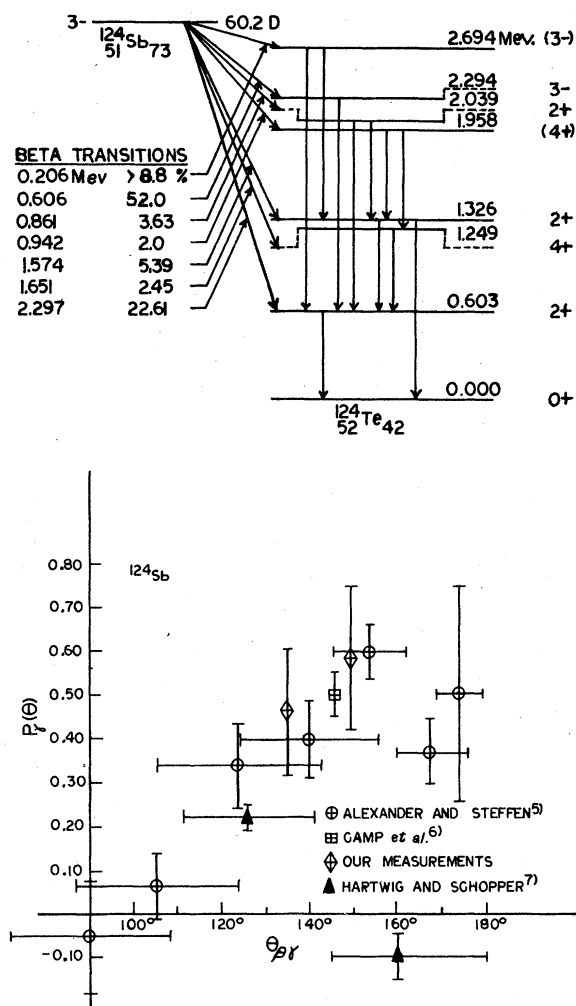 3- 124 51 Sb 73 60.2 D
2.694 Mev. (3-)
2.294 3-
2.039 2+
1.958 (4+)
BETA TRANSITIONS
0.206 Mev >8.8 %
0.606 52.0
0.861 3.63
0.942 2.0
1.574 5.39
1.651 2.45
2.297 22.61
1.326 2+
1.249 4+
0.603 2+
0.000 0+
124 52 Te 42
124Sb
0.80
0.70
0.60
0.50
0.40
0.30
0.20
0.10
-0.10
Pγ(θ)
⊕ ALEXANDER AND STEFFEN5)
⊞ CAMP et al.6)
OUR MEASUREMENTS
▲ HARTWIG AND SCHOPPER7)
100° 120° 140° 160° 180°
θβγ